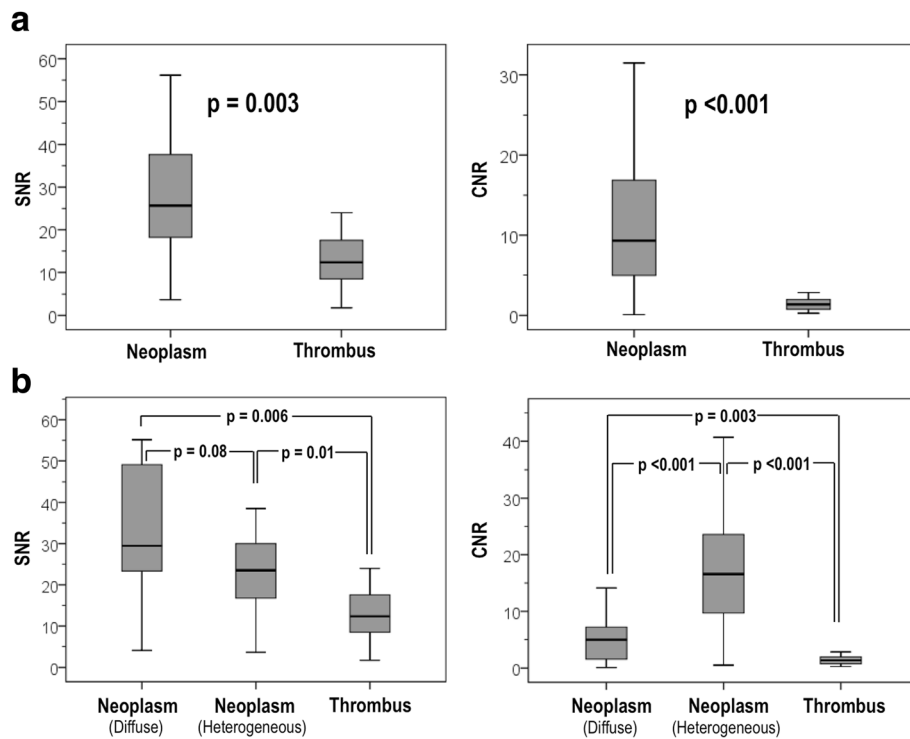 a
60
50
40
30
20
10
0
SNR
p = 0.003
Neoplasm Thrombus
30
20
10
0
CNR
p <0.001
Neoplasm Thrombus
b
60
50
40
30
20
10
0
SNR
p = 0.006
p = 0.08 p = 0.01
Neoplasm Neoplasm Thrombus
(Diffuse) (Heterogeneous)
40
30
20
10
0
CNR
p = 0.003
p <0.001 p <0.001
Neoplasm Neoplasm Thrombus
(Diffuse) (Heterogeneous)